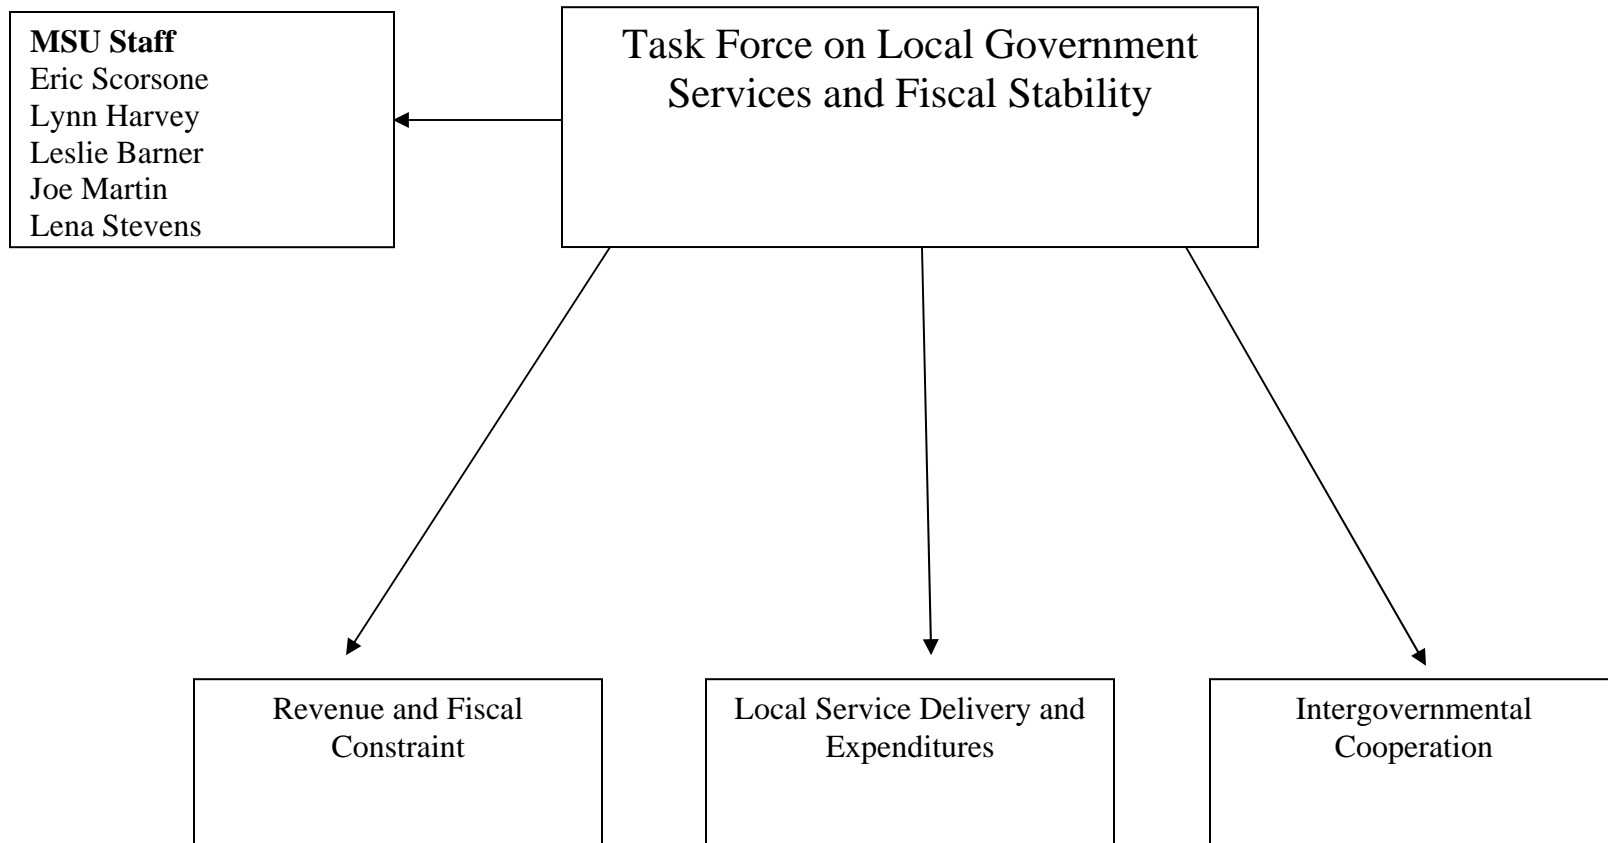 MSU Staff
Eric Scorsone
Lynn Harvey
Leslie Barner
Joe Martin
Lena Stevens
Task Force on Local Government
Services and Fiscal Stability
Revenue and Fiscal
Constraint
Local Service Delivery and
Expenditures
Intergovernmental
Cooperation